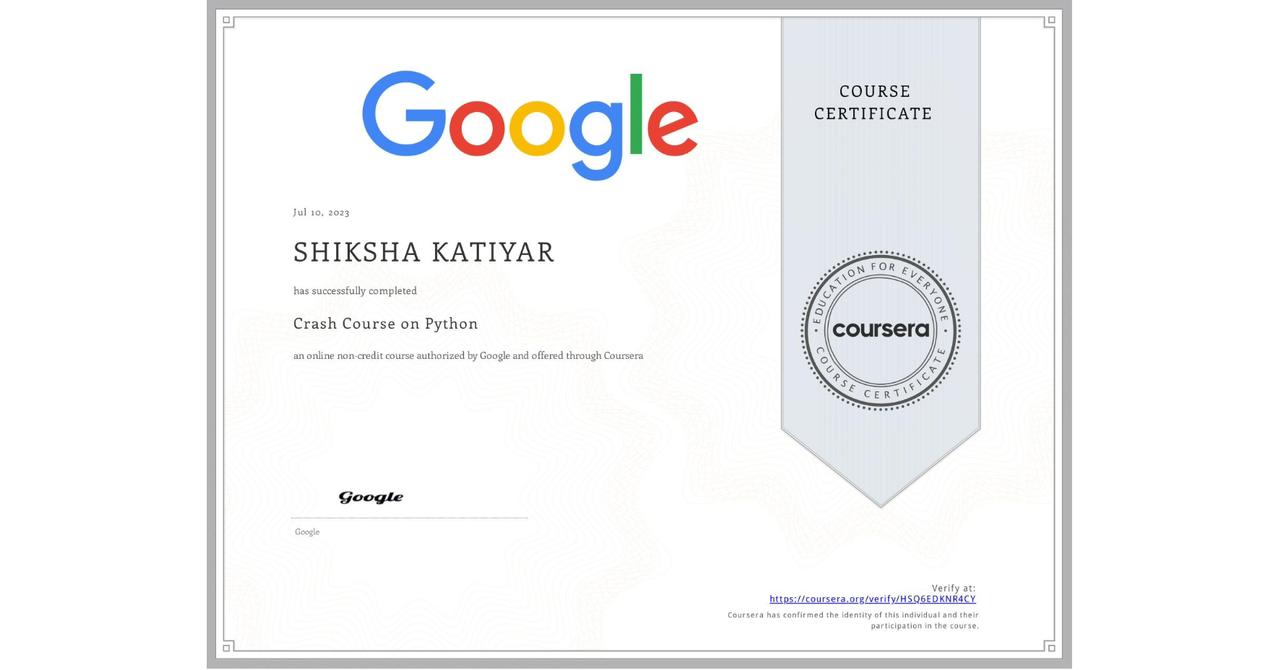 Google
COURSE
CERTIFICATE
Jul 10, 2023
SHIKSHA KATIYAR
has successfully completed
Crash Course on Python
an online non-credit course authorized by Google and offered through Coursera
EDUCATION FOR EVERYONE
coursera
COURSE CERTIFICATE
Google
Google
Verify at:
https://coursera.org/verify/HSQ6EDKNR4CY
Coursera has confirmed the identity of this individual and their
participation in the course.